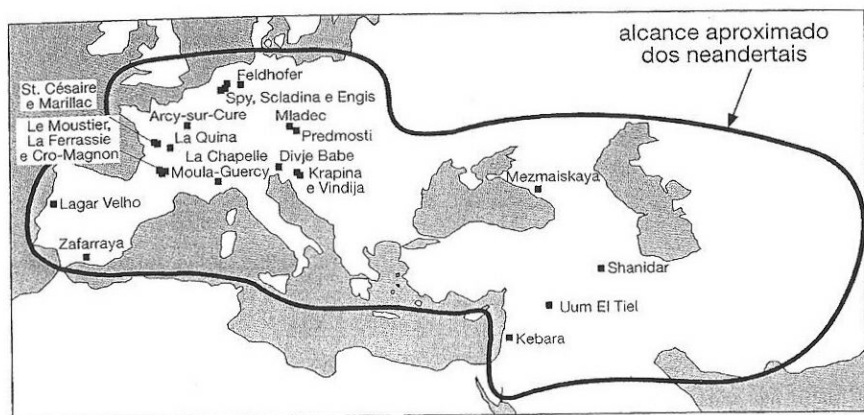 alcance aproximado
dos neandertais
St. Césaire
e Marillac
Feldhofer
Spy, Scladina e Engis
Arcy-sur-Cure
Mladec
Predmosti
Le Moustier,
La Ferrassie
e Cro-Magnon
La Quina
La Chapelle
Divje Babe
Moula-Guercy
Krapina
e Vindija
Mezmaiskaya
Lagar Velho
Zafarraya
Shanidar
Uum El Tiel
Kebara